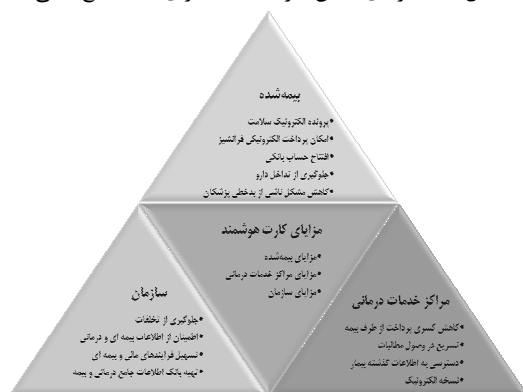 بیمه‌شده
•پرونده الکترونیک سلامت
•امکان پرداخت الکترونیکی فرانشیز
•افتتاح حساب بانکی
•جلوگیری از تداخل دارو
•کاهش مشکل ناشی از بدخطی پزشکان
مزایای کارت هوشمند
•مزایای بیمه‌شده
•مزایای مراکز خدمات درمانی
•مزایای سازمان
مراکز خدمات درمانی
•کاهش کسری پرداخت از طرف بیمه
•تسریع در وصول مطالبات
•دسترسی به اطلاعات گذشته بیمار
•نسخه الکترونیک
سازمان
•جلوگیری از تخلفات
•اطمینان از اطلاعات بیمه ای و درمانی
•تسهیل فرایندهای مالی و بیمه ای
•تهیه بانک اطلاعات جامع درمانی و بیمه